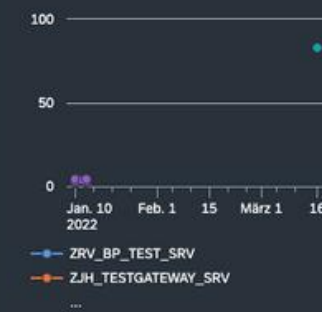 100
50
0
Jan. 10 Feb. 1 15 März 1 16
2022
ZRV_BP_TEST_SRV
ZJH_TESTGATEWAY_SRV
...